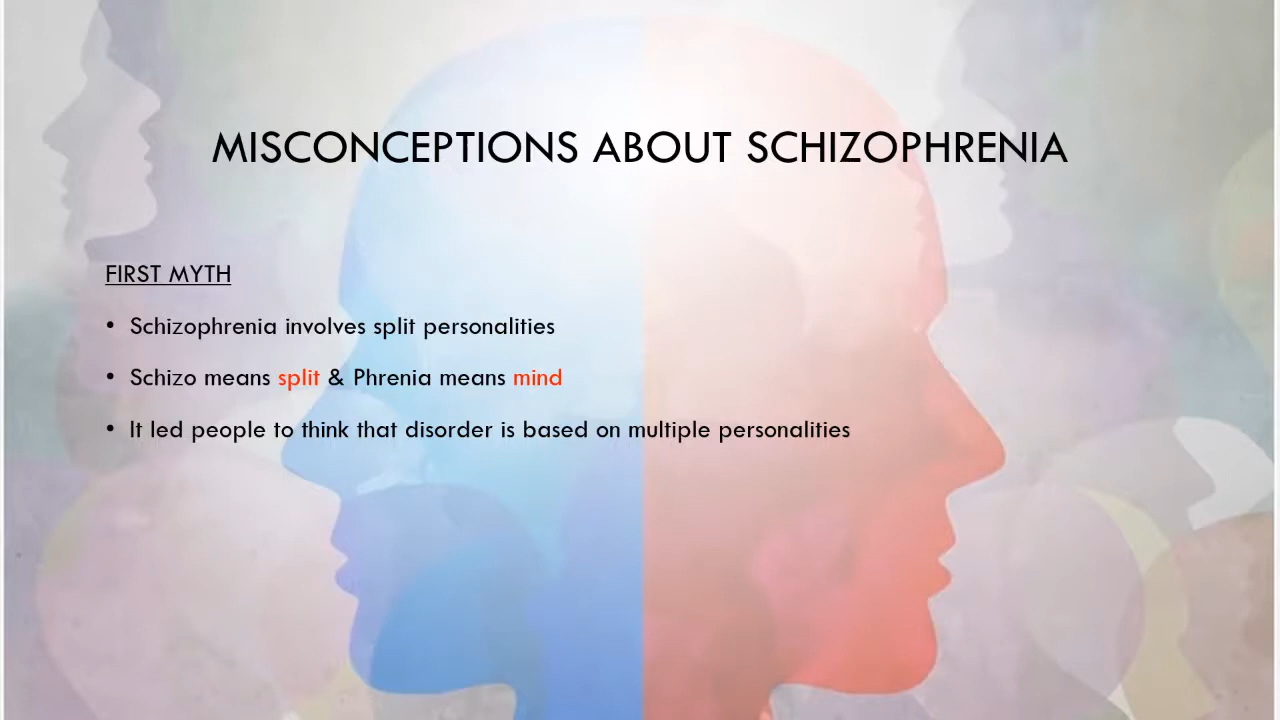 MISCONCEPTIONS ABOUT SCHIZOPHRENIA
FIRST MYTH
• Schizophrenia involves split personalities
• Schizo means split & Phrenia means mind
• It led people to think that disorder is based on multiple personalities